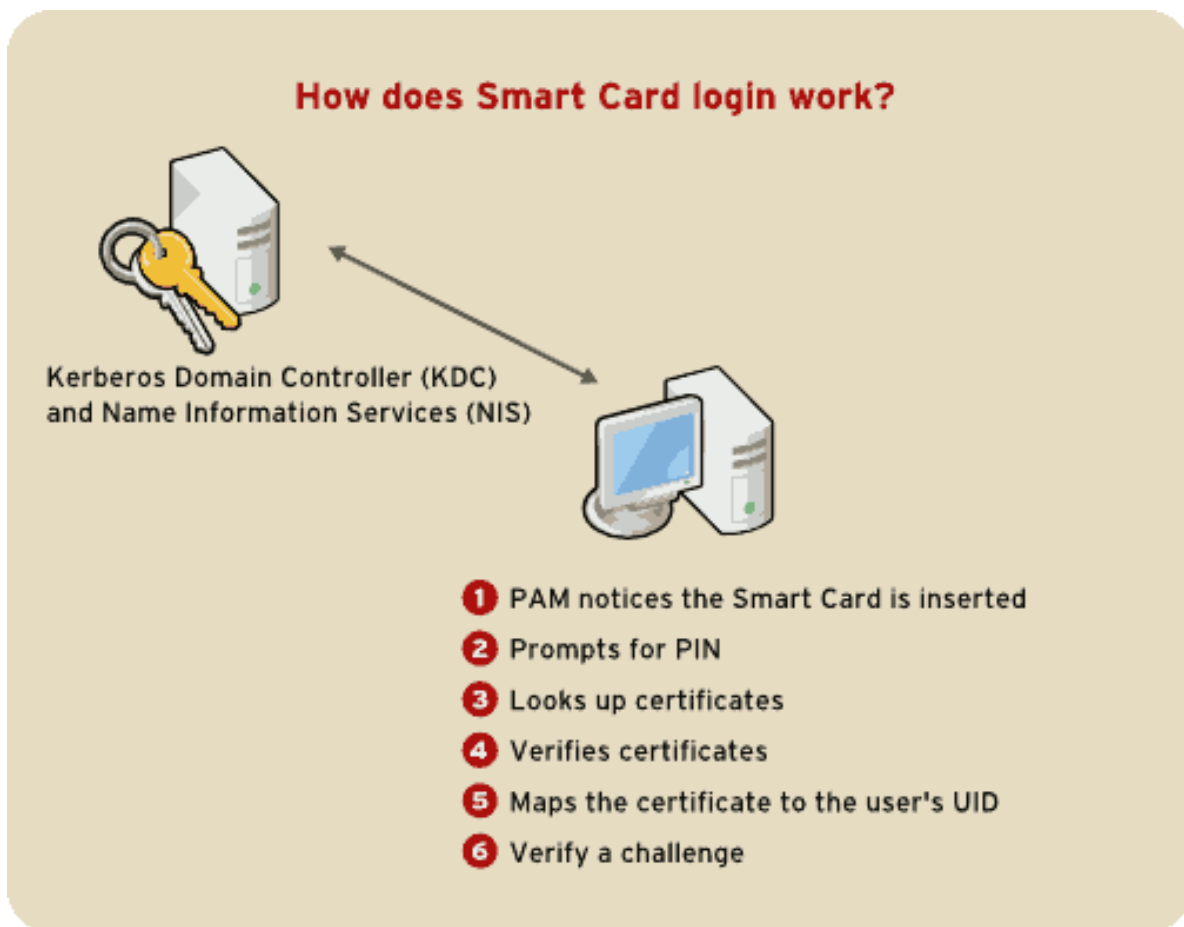 How does Smart Card login work?
Kerberos Domain Controller (KDC)
and Name Information Services (NIS)
1 PAM notices the Smart Card is inserted
2 Prompts for PIN
3 Looks up certificates
4 Verifies certificates
5 Maps the certificate to the user's UID
6 Verify a challenge